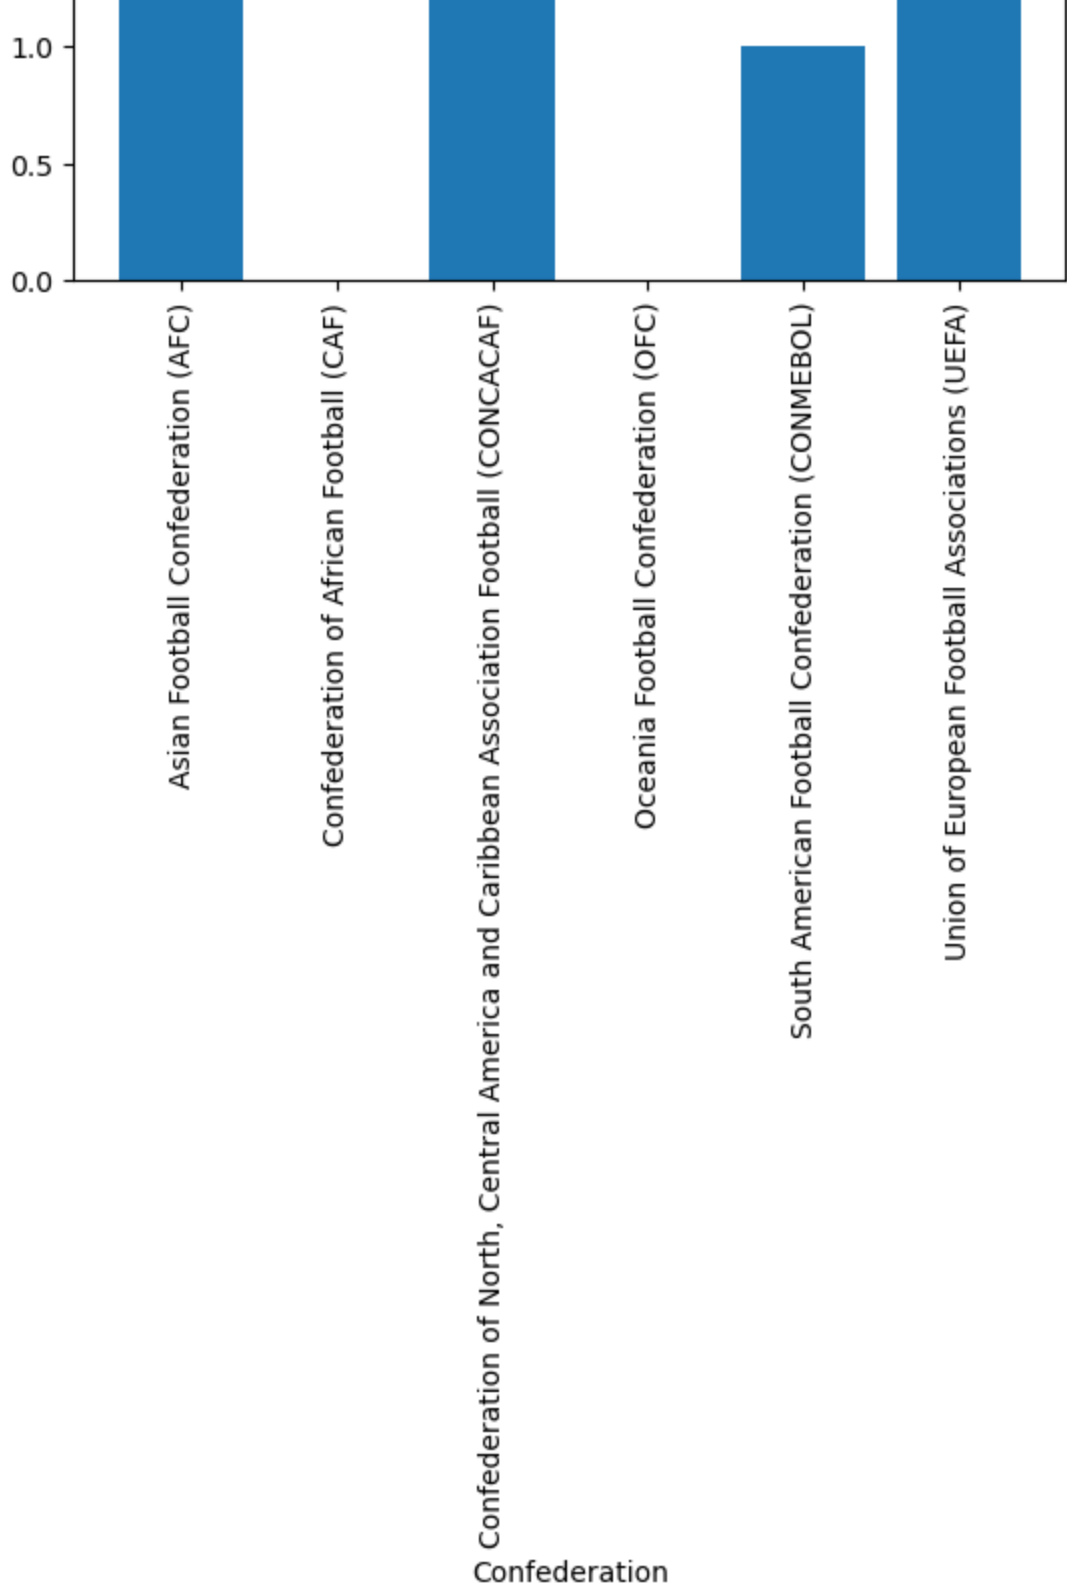 1.0
0.5
0.0
Asian Football Confederation (AFC)
Confederation of African Football (CAF)
Confederation of North, Central America and Caribbean Association Football (CONCACAF)
Oceania Football Confederation (OFC)
South American Football Confederation (CONMEBOL)
Union of European Football Associations (UEFA)
Confederation